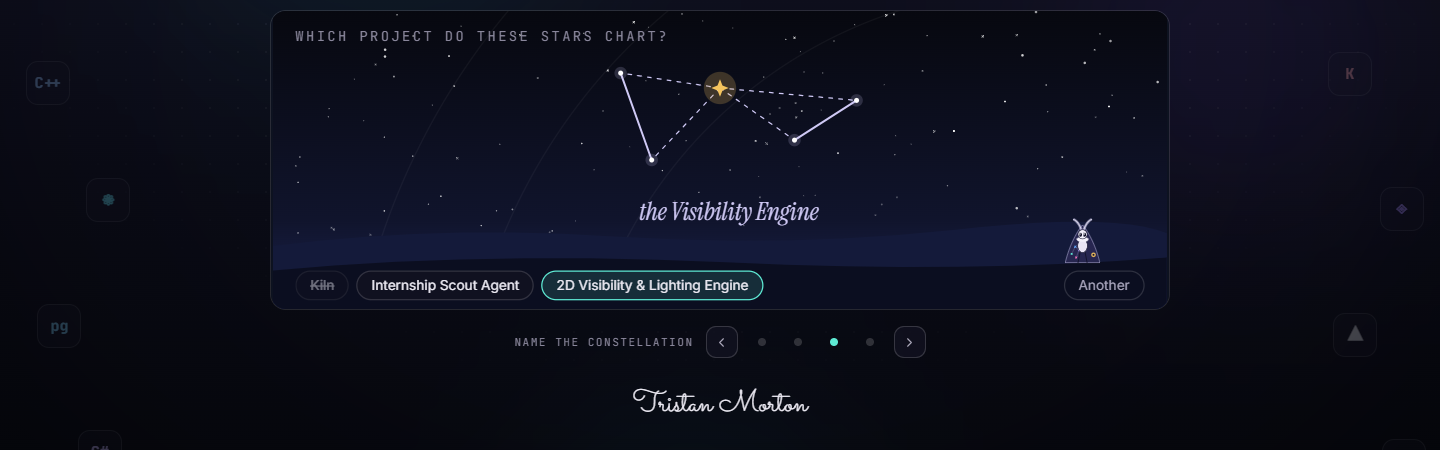 WHICH PROJECT DO THESE STARS CHART?
C++
K
the Visibility Engine
pg
Kiln
Internship Scout Agent
2D Visibility & Lighting Engine
Another
NAME THE CONSTELLATION
Tristan Morton